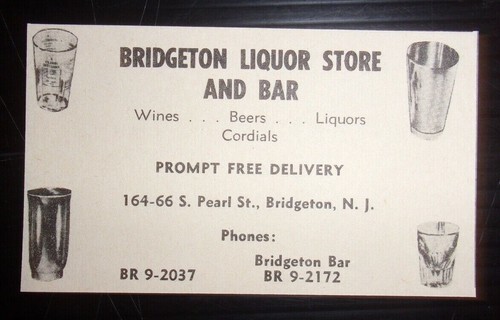 BRIDGETON LIQUOR STORE
AND BAR
Wines . . . Beers . . . Liquors
Cordials
PROMPT FREE DELIVERY
164-66 S. Pearl St., Bridgeton, N. J.
Phones:
Bridgeton Bar
BR 9-2037 BR 9-2172